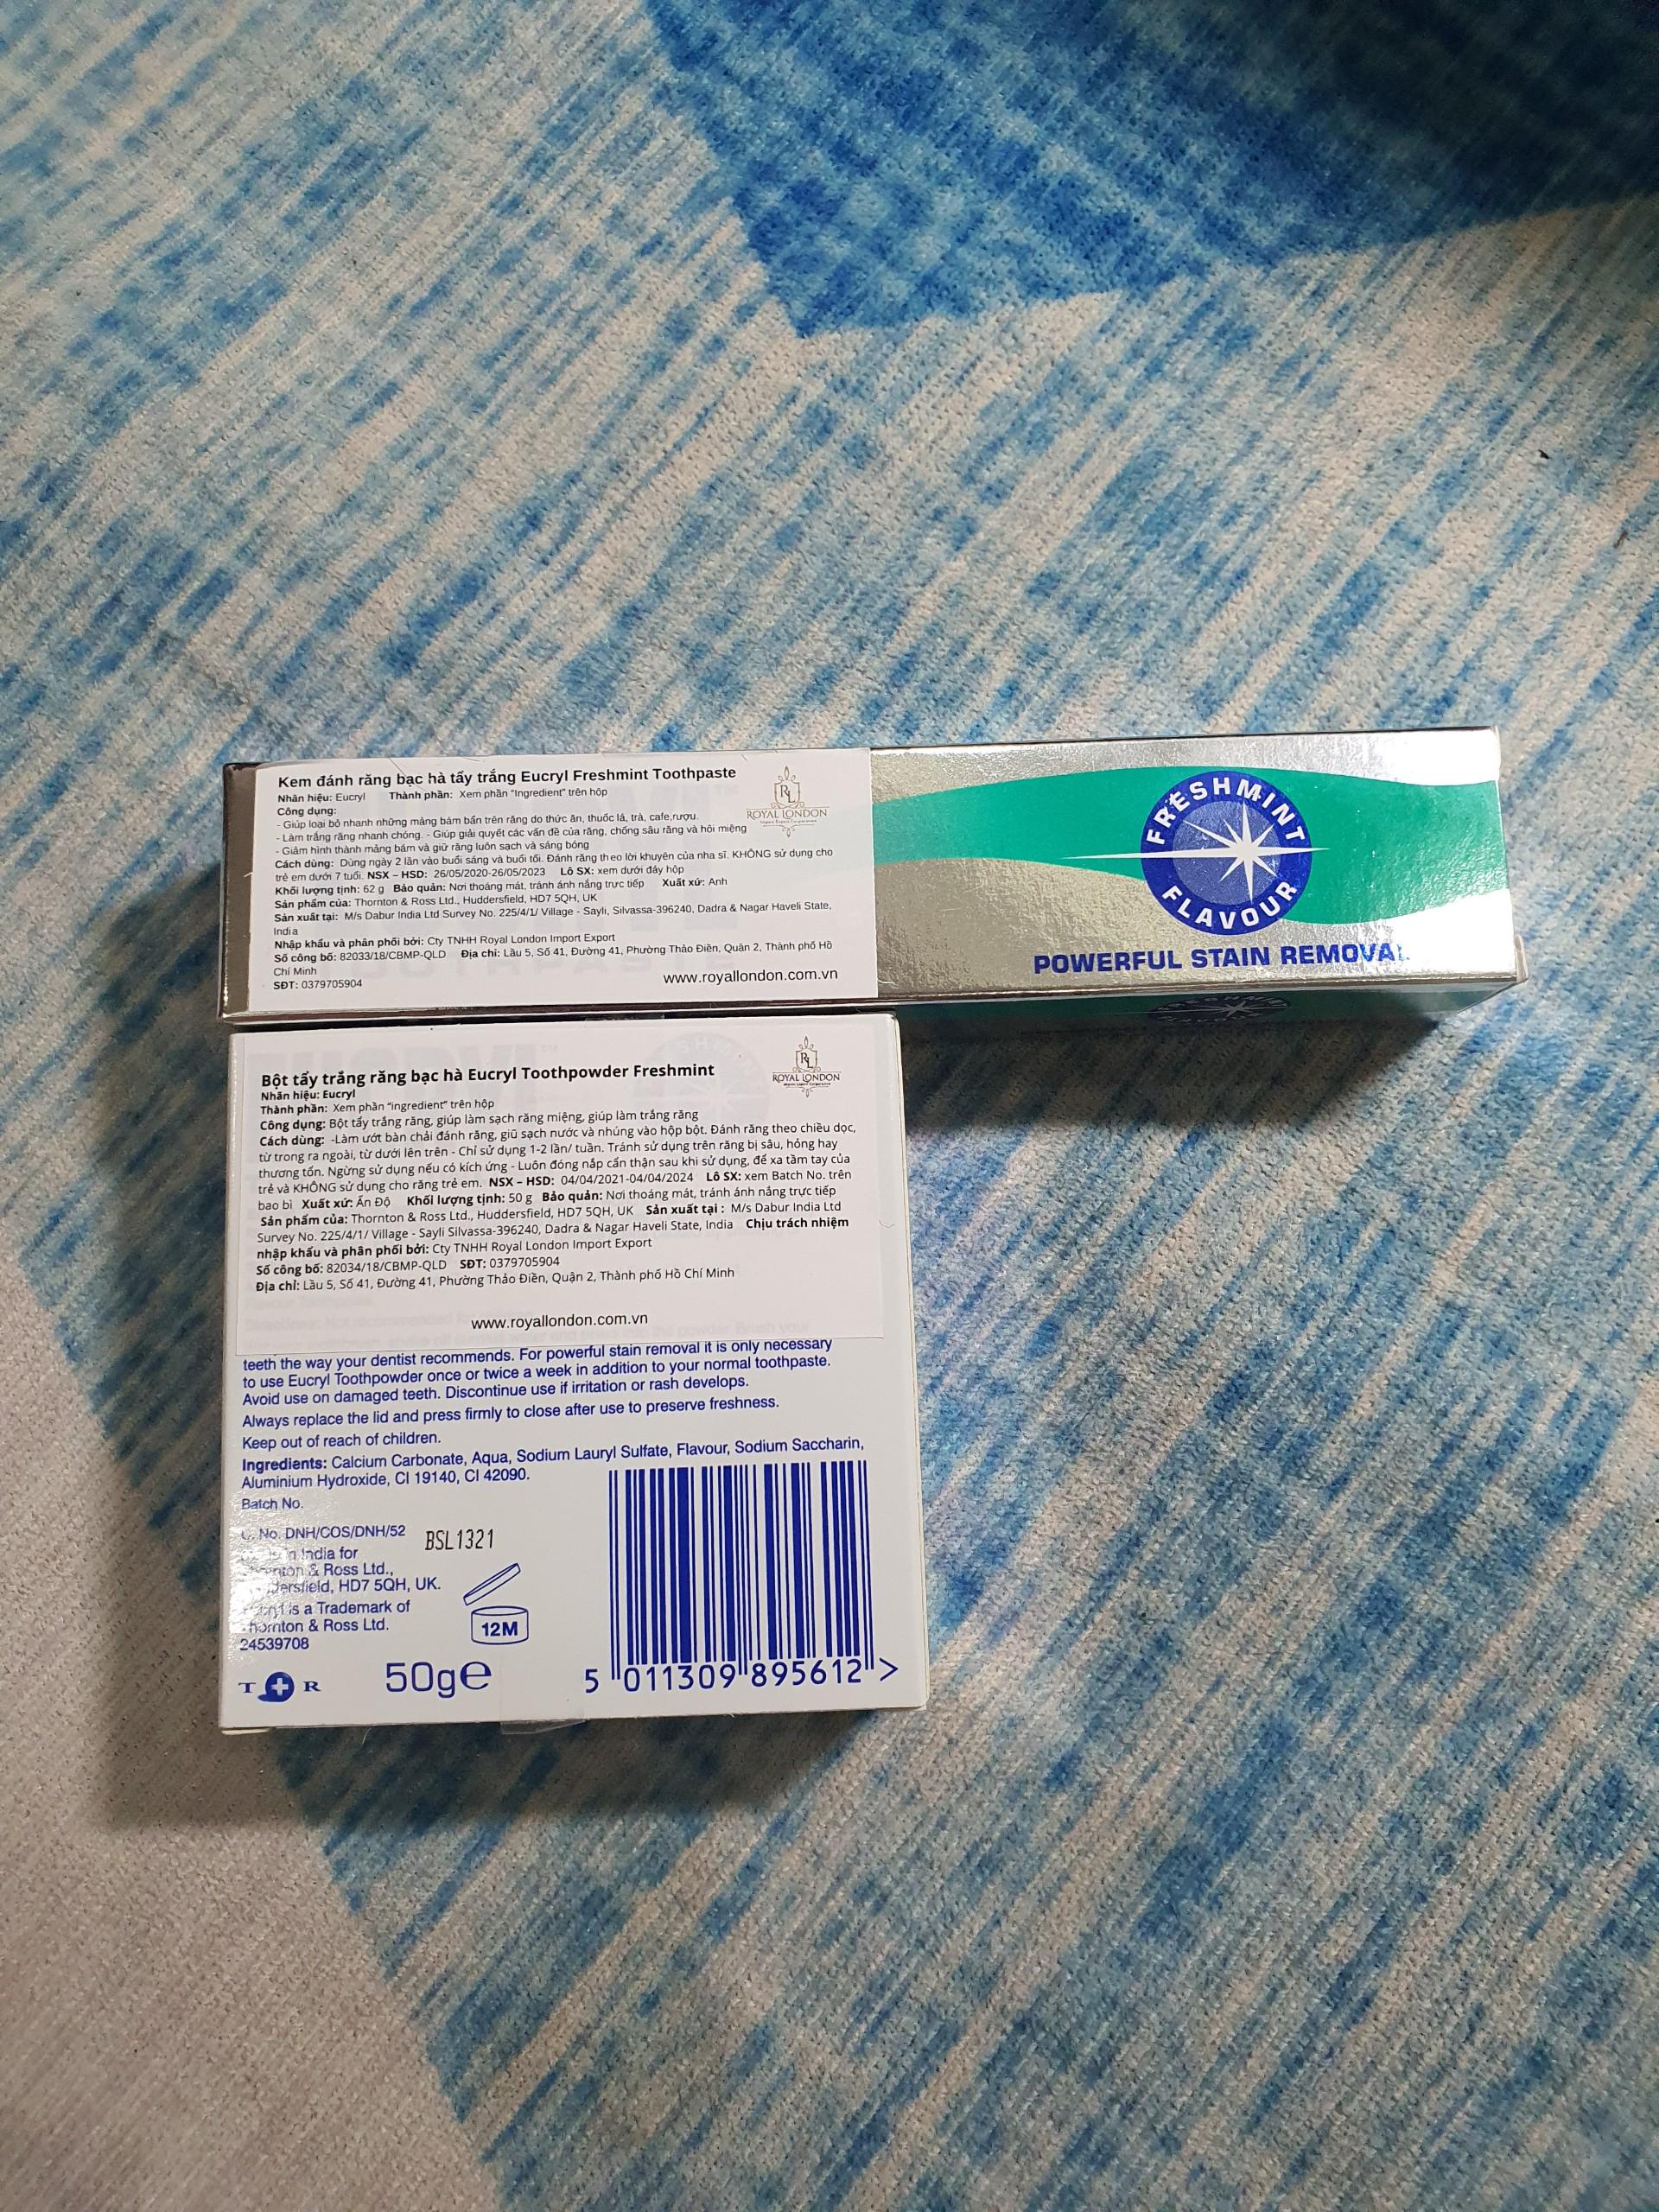 Kem đánh răng bạc hà tẩy trắng Eucryl Freshmint Toothpaste
Nhãn hiệu: Eucryl Thành phần: Xem phần "Ingredient" trên hộp
Công dụng:
- Giúp loại bỏ nhanh những mảng bám bẩn trên răng do thức ăn, thuốc lá, trà, cafe,rượu.
- Làm trắng răng nhanh chóng. - Giúp giải quyết các vấn đề của răng, chống sâu răng và hôi miệng
- Giảm hình thành mảng bám và giữ răng luôn sạch và sáng bóng
Cách dùng: Dùng ngày 2 lần vào buổi sáng và buổi tối. Đánh răng theo lời khuyên của nha sĩ. KHÔNG sử dụng cho
trẻ em dưới 7 tuổi. NSX – HSD: 26/05/2020-26/05/2023 Lô SX: xem dưới đáy hộp
Khối lượng tịnh: 62 g Bảo quản: Nơi thoáng mát, tránh ánh nắng trực tiếp Xuất xứ: Anh
Sản phẩm của: Thornton & Ross Ltd., Huddersfield, HD7 5QH, UK
Sản xuất tại: M/s Dabur India Ltd Survey No. 225/4/1/ Village - Sayli, Silvassa-396240, Dadra & Nagar Haveli State,
India
Nhập khẩu và phân phối bởi: Cty TNHH Royal London Import Export
Số công bố: 82033/18/CBMP-QLD Địa chỉ: Lầu 5, Số 41, Đường 41, Phường Thảo Điền, Quận 2, Thành phố Hồ
Chí Minh
SĐT: 0379705904
www.royallondon.com.vn
RL
ROYAL LONDON
FRESHMINT
FLAVOUR
POWERFUL STAIN REMOVAL
Bột tẩy trắng răng bạc hà Eucryl Toothpowder Freshmint
RL
ROYAL LONDON
Nhãn hiệu: Eucryl
Thành phần: Xem phần "ingredient" trên hộp
Công dụng: Bột tẩy trắng răng, giúp làm sạch răng miệng, giúp làm trắng răng
Cách dùng: -Làm ướt bàn chải đánh răng, giũ sạch nước và nhúng vào hộp bột. Đánh răng theo chiều dọc,
từ trong ra ngoài, từ dưới lên trên - Chỉ sử dụng 1-2 lần/ tuần. Tránh sử dụng trên răng bị sâu, hỏng hay
thương tổn. Ngừng sử dụng nếu có kích ứng - Luôn đóng nắp cẩn thận sau khi sử dụng, để xa tầm tay của
trẻ và KHÔNG sử dụng cho răng trẻ em. NSX – HSD: 04/04/2021-04/04/2024 Lô SX: xem Batch No. trên
bao bì Xuất xứ: Ấn Độ Khối lượng tịnh: 50 g Bảo quản: Nơi thoáng mát, tránh ánh nắng trực tiếp
Sản phẩm của: Thornton & Ross Ltd., Huddersfield, HD7 5QH, UK Sản xuất tại : M/s Dabur India Ltd
Survey No. 225/4/1/ Village - Sayli Silvassa-396240, Dadra & Nagar Haveli State, India Chịu trách nhiệm
nhập khẩu và phân phối bởi: Cty TNHH Royal London Import Export
Số công bố: 82034/18/CBMP-QLD SĐT: 0379705904
Địa chỉ: Lầu 5, Số 41, Đường 41, Phường Thảo Điền, Quận 2, Thành phố Hồ Chí Minh
www.royallondon.com.vn
teeth the way your dentist recommends. For powerful stain removal it is only necessary
to use Eucryl Toothpowder once or twice a week in addition to your normal toothpaste.
Avoid use on damaged teeth. Discontinue use if irritation or rash develops.
Always replace the lid and press firmly to close after use to preserve freshness.
Keep out of reach of children.
Ingredients: Calcium Carbonate, Aqua, Sodium Lauryl Sulfate, Flavour, Sodium Saccharin,
Aluminium Hydroxide, CI 19140, CI 42090.
Batch No.
No. DNH/COS/DNH/52
BSL1321
in India for
& Ross Ltd.,
HD7 5QH, UK.
is a Trademark of
Thornton & Ross Ltd.
24539708
12M
T R
50g℮
5 011309 895612 >